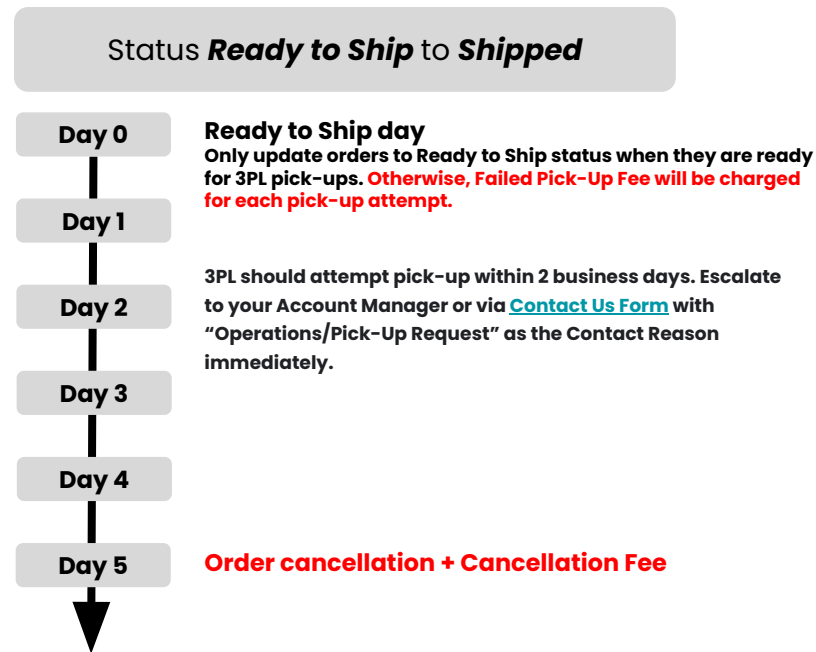 Status Ready to Ship to Shipped
Day 0
Ready to Ship day
Only update orders to Ready to Ship status when they are ready
for 3PL pick-ups. Otherwise, Failed Pick-Up Fee will be charged
for each pick-up attempt.
Day 1
Day 2
3PL should attempt pick-up within 2 business days. Escalate
to your Account Manager or via Contact Us Form with
“Operations/Pick-Up Request” as the Contact Reason
immediately.
Day 3
Day 4
Day 5
Order cancellation + Cancellation Fee